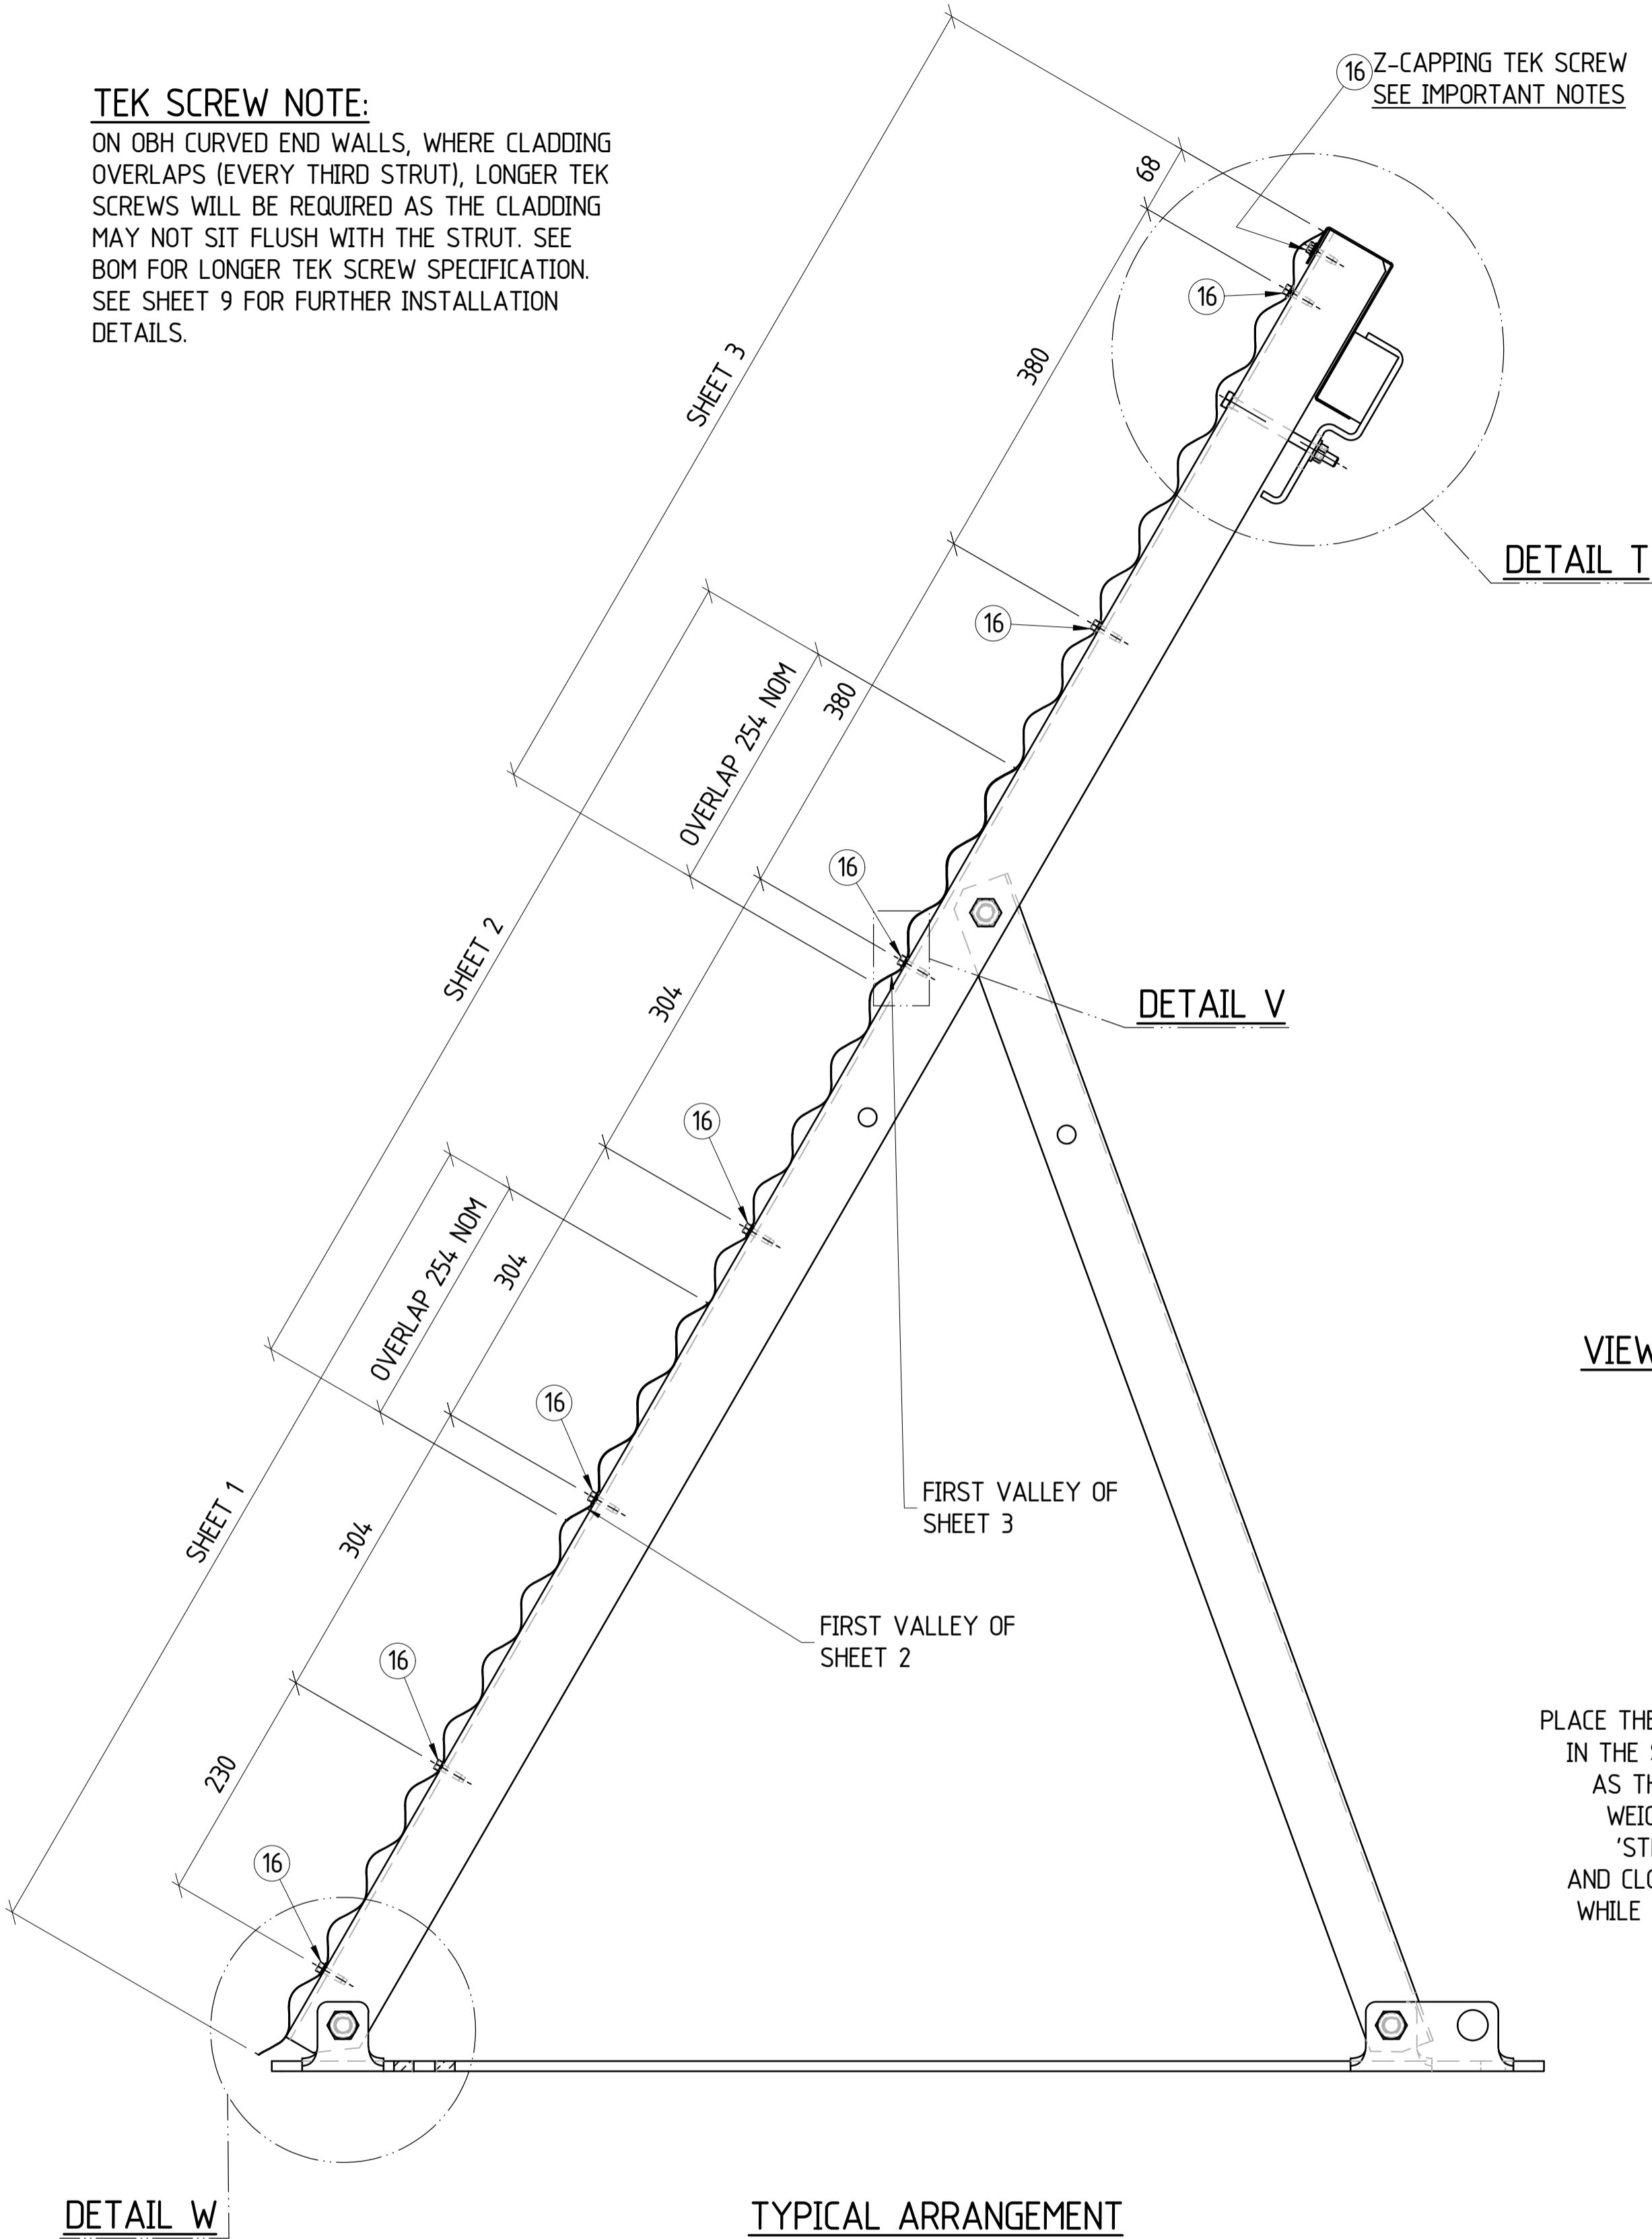 TEK SCREW NOTE:
ON OBH CURVED END WALLS, WHERE CLADDING
OVERLAPS (EVERY THIRD STRUT), LONGER TEK
SCREWS WILL BE REQUIRED AS THE CLADDING
MAY NOT SIT FLUSH WITH THE STRUT. SEE
BOM FOR LONGER TEK SCREW SPECIFICATION.
SEE SHEET 9 FOR FURTHER INSTALLATION
DETAILS.
16 Z-CAPPING TEK SCREW
SEE IMPORTANT NOTES
68
16
380
SHEET 3
DETAIL T
16
380
OVERLAP 254 NOM
16
SHEET 2
304
DETAIL V
16
304
OVERLAP 254 NOM
VIEW
16
FIRST VALLEY OF
SHEET 3
SHEET 1
304
FIRST VALLEY OF
SHEET 2
16
230
PLACE THE
IN THE
AS TH
WEIG
'ST
AND CLO
WHILE
16
DETAIL W
TYPICAL ARRANGEMENT